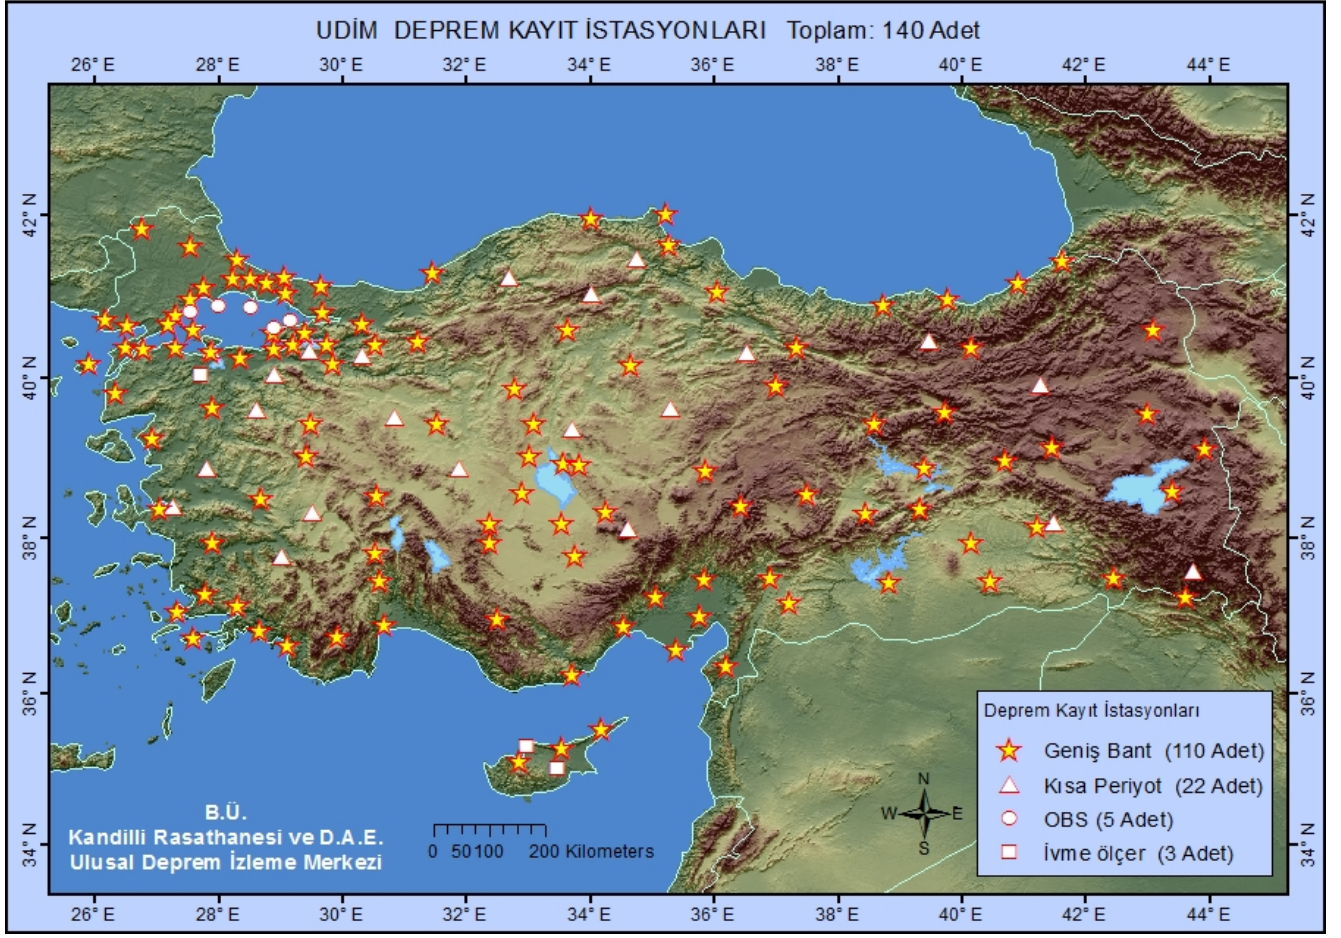 UDİM DEPREM KAYIT İSTASYONLARI Toplam: 140 Adet
26° E 28° E 30° E 32° E 34° E 36° E 38° E 40° E 42° E 44° E
42° N 42° N
40° N 40° N
38° N 38° N
36° N 36° N
34° N 34° N
Deprem Kayıt İstasyonları
Geniş Bant (110 Adet)
Kısa Periyot (22 Adet)
OBS (5 Adet)
İvme ölçer (3 Adet)
N
W E
S
B.Ü.
Kandilli Rasathanesi ve D.A.E.
Ulusal Deprem İzleme Merkezi
0 50 100 200 Kilometers
26° E 28° E 30° E 32° E 34° E 36° E 38° E 40° E 42° E 44° E